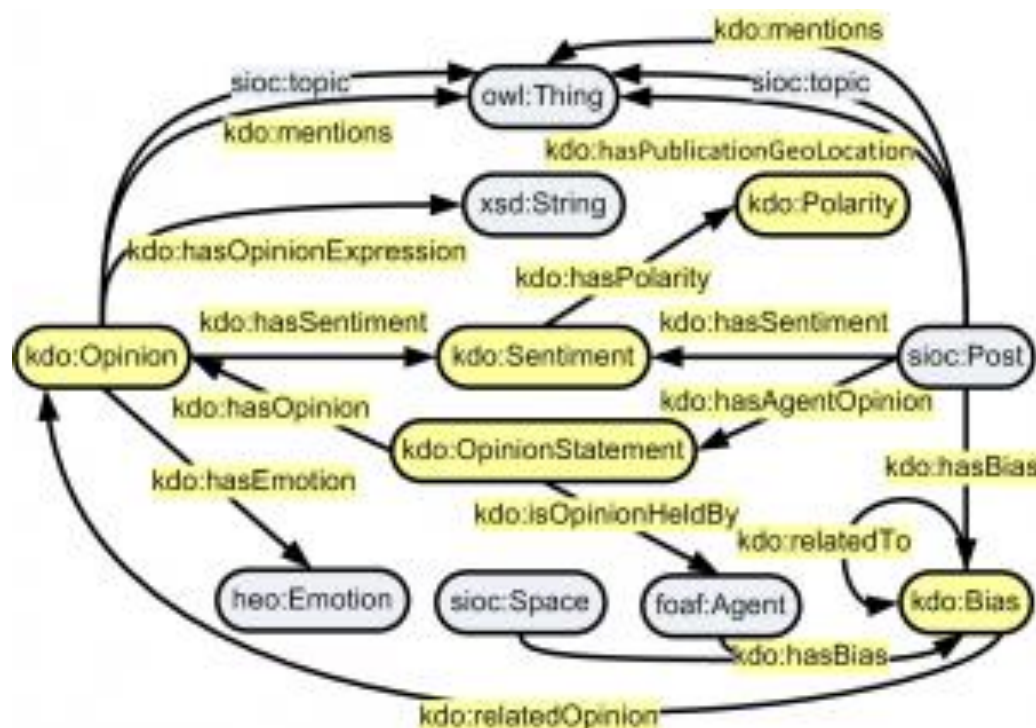 kdo:mentions
sioc:topic
owl:Thing
sioc:topic
kdo:mentions
kdo:hasPublicationGeoLocation
xsd:String
kdo:Polarity
kdo:hasOpinionExpression
kdo:hasPolarity
kdo:hasSentiment
kdo:hasSentiment
kdo:Opinion
kdo:Sentiment
sioc:Post
kdo:hasOpinion
kdo:hasAgentOpinion
kdo:OpinionStatement
kdo:hasEmotion
kdo:hasBias
kdo:isOpinionHeldBy
kdo:relatedTo
heo:Emotion
sioc:Space
foaf:Agent
kdo:Bias
kdo:hasBias
kdo:relatedOpinion